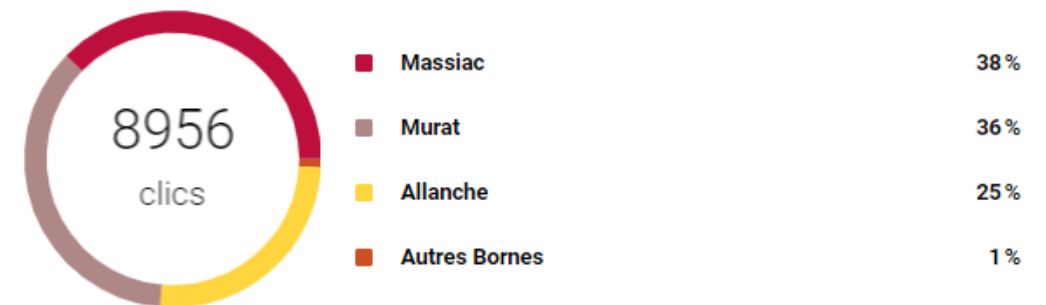 8956
clics
Massiac 38 %
Murat 36 %
Allanche 25 %
Autres Bornes 1 %